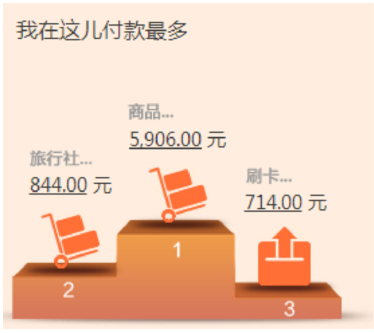 我在这儿付款最多
商品...
5,906.00 元
旅行社...
844.00 元
刷卡...
714.00 元
1
2
3